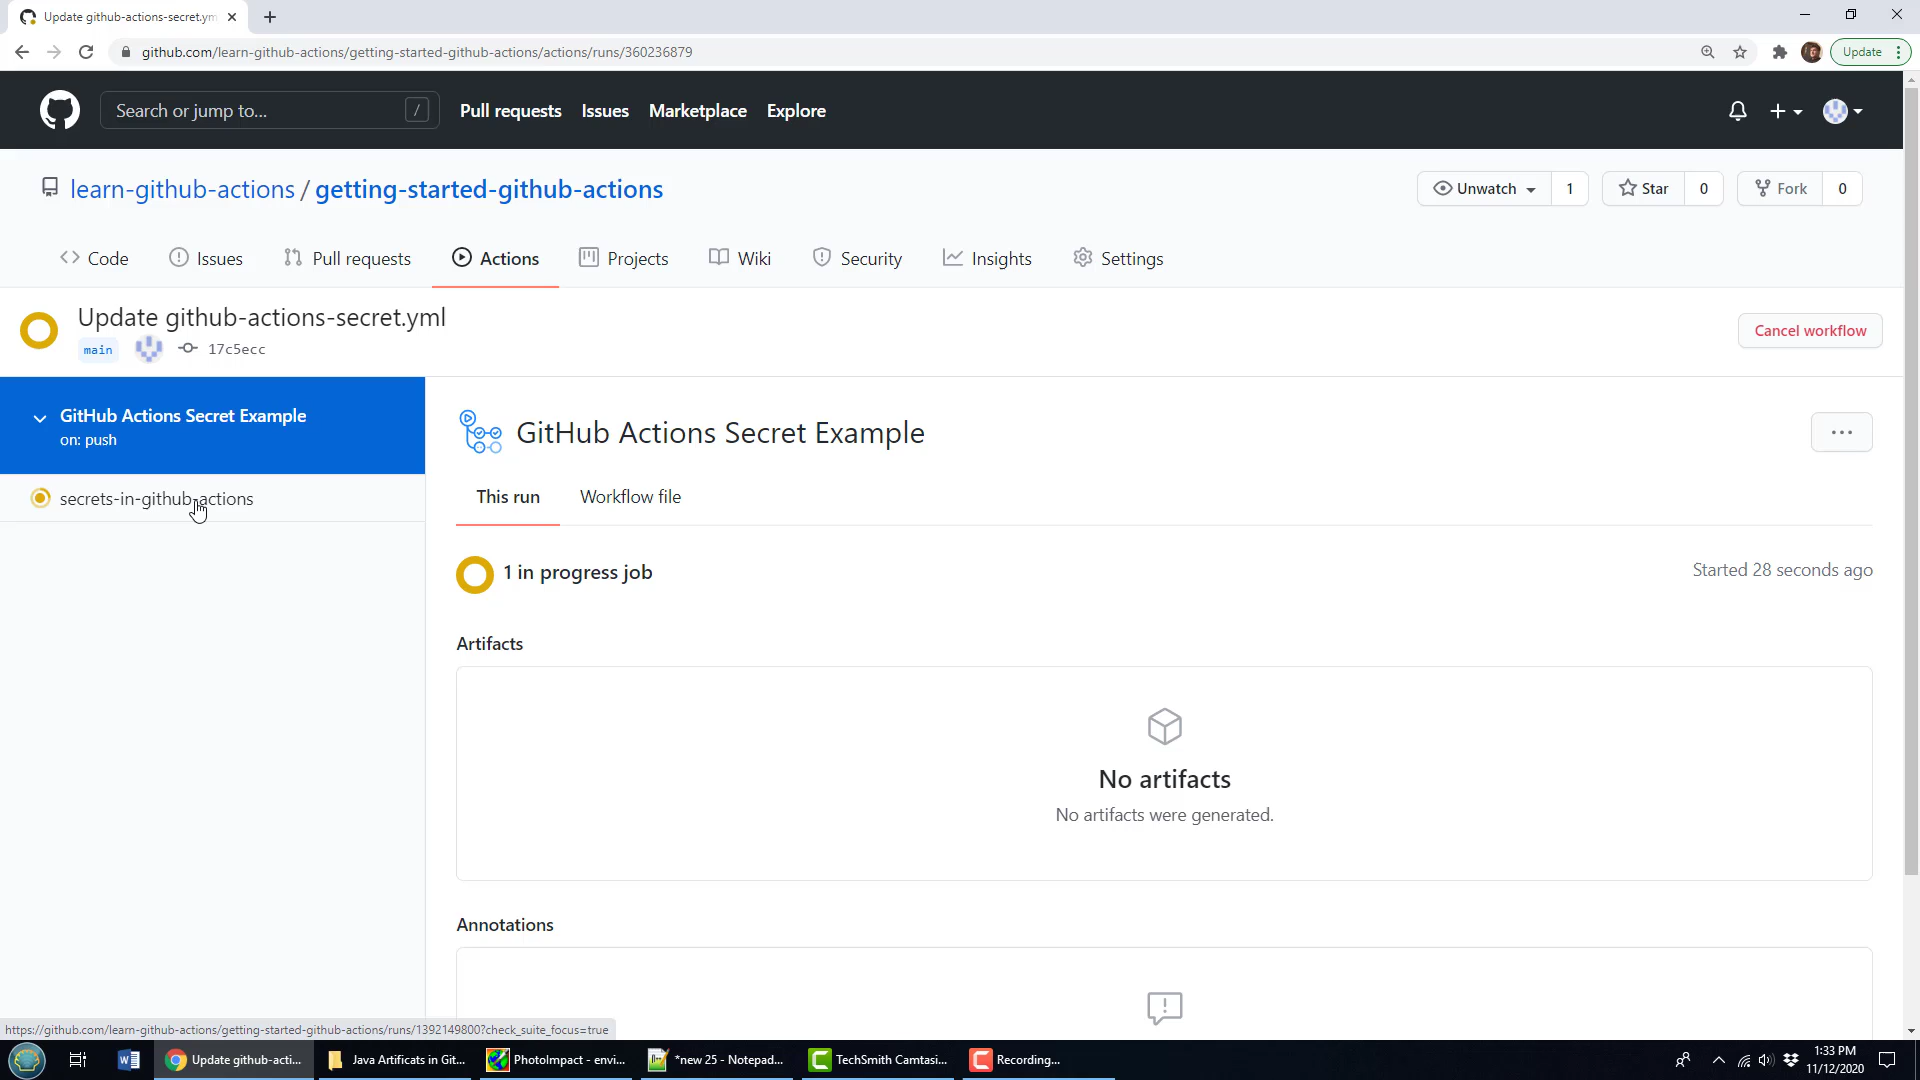 Update github-actions-secret.ym
github.com/learn-github-actions/getting-started-github-actions/actions/runs/360236879
Update
Search or jump to...
/
Pull requests
Issues
Marketplace
Explore
learn-github-actions / getting-started-github-actions
Unwatch
1
Star
0
Fork
0
Code
Issues
Pull requests
Actions
Projects
Wiki
Security
Insights
Settings
Update github-actions-secret.yml
main
17c5ecc
Cancel workflow
GitHub Actions Secret Example
on: push
secrets-in-github-actions
GitHub Actions Secret Example
...
This run
Workflow file
1 in progress job
Started 28 seconds ago
Artifacts
No artifacts
No artifacts were generated.
Annotations
https://github.com/learn-github-actions/getting-started-github-actions/runs/1392149800?check_suite_focus=true
Update github-acti...
Java Artificats in Git...
PhotoImpact - envi...
*new 25 - Notepad...
TechSmith Camtasi...
Recording...
1:33 PM
11/12/2020